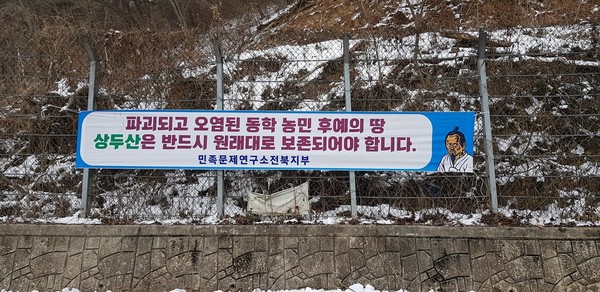 파괴되고 오염된 동학 농민 후예의 땅
상두산은 반드시 원래대로 보존되어야 합니다.
민족문제연구소전북지부